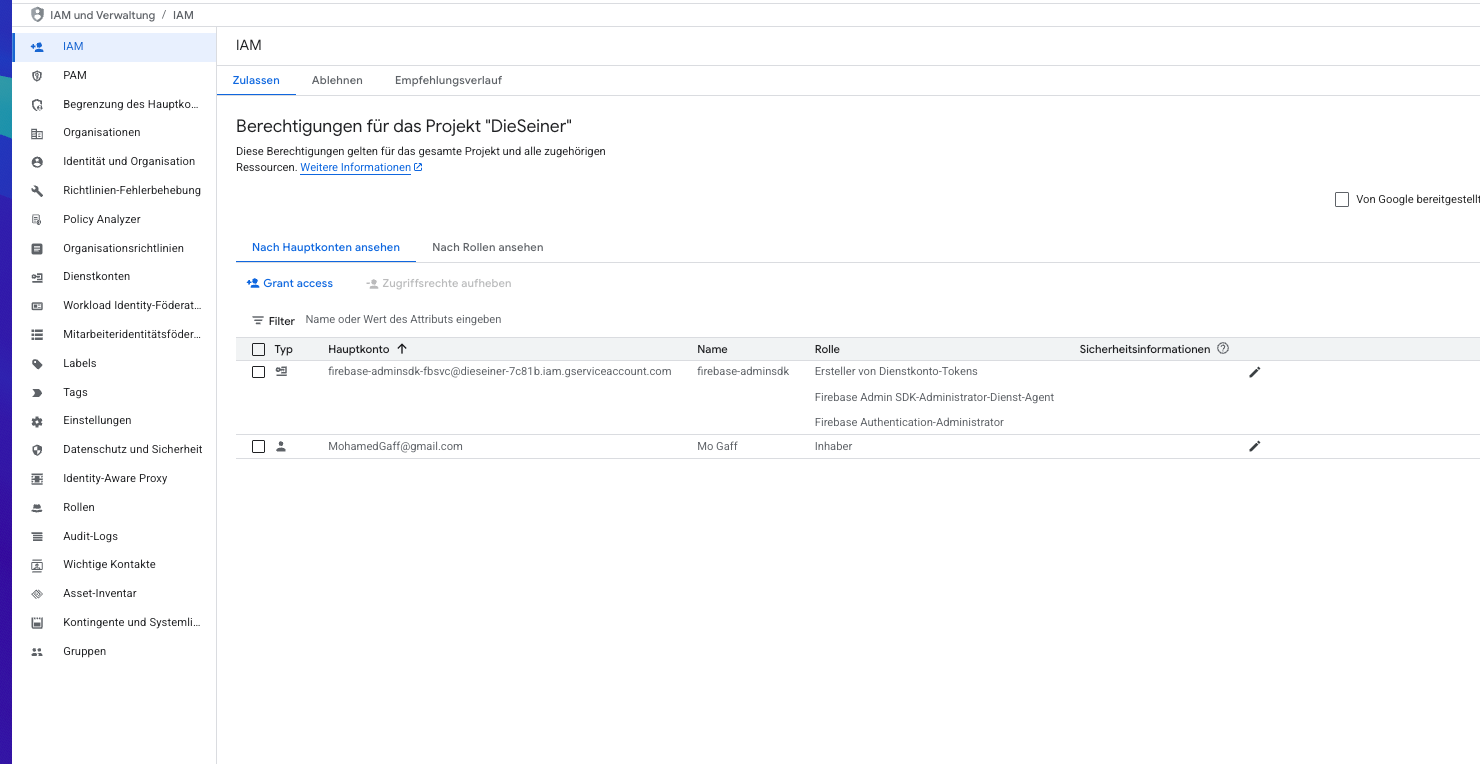 IAM und Verwaltung / IAM
IAM
PAM
Begrenzung des Hauptko...
Organisationen
Identität und Organisation
Richtlinien-Fehlerbehebung
Policy Analyzer
Organisationsrichtlinien
Dienstkonten
Workload Identity-Föderat...
Mitarbeiteridentitätsföder...
Labels
Tags
Einstellungen
Datenschutz und Sicherheit
Identity-Aware Proxy
Rollen
Audit-Logs
Wichtige Kontakte
Asset-Inventar
Kontingente und Systemli...
Gruppen
IAM
Zulassen Ablehnen Empfehlungsverlauf
Berechtigungen für das Projekt "DieSeiner"
Diese Berechtigungen gelten für das gesamte Projekt und alle zugehörigen
Ressourcen. Weitere Informationen
Von Google bereitgestellt
Nach Hauptkonten ansehen Nach Rollen ansehen
Grant access Zugriffsrechte aufheben
Filter Name oder Wert des Attributs eingeben
Typ Hauptkonto Name Rolle Sicherheitsinformationen
firebase-adminsdk-fbsvc@dieseiner-7c81b.iam.gserviceaccount.com firebase-adminsdk Ersteller von Dienstkonto-Tokens
Firebase Admin SDK-Administrator-Dienst-Agent
Firebase Authentication-Administrator
MohamedGaff@gmail.com Mo Gaff Inhaber